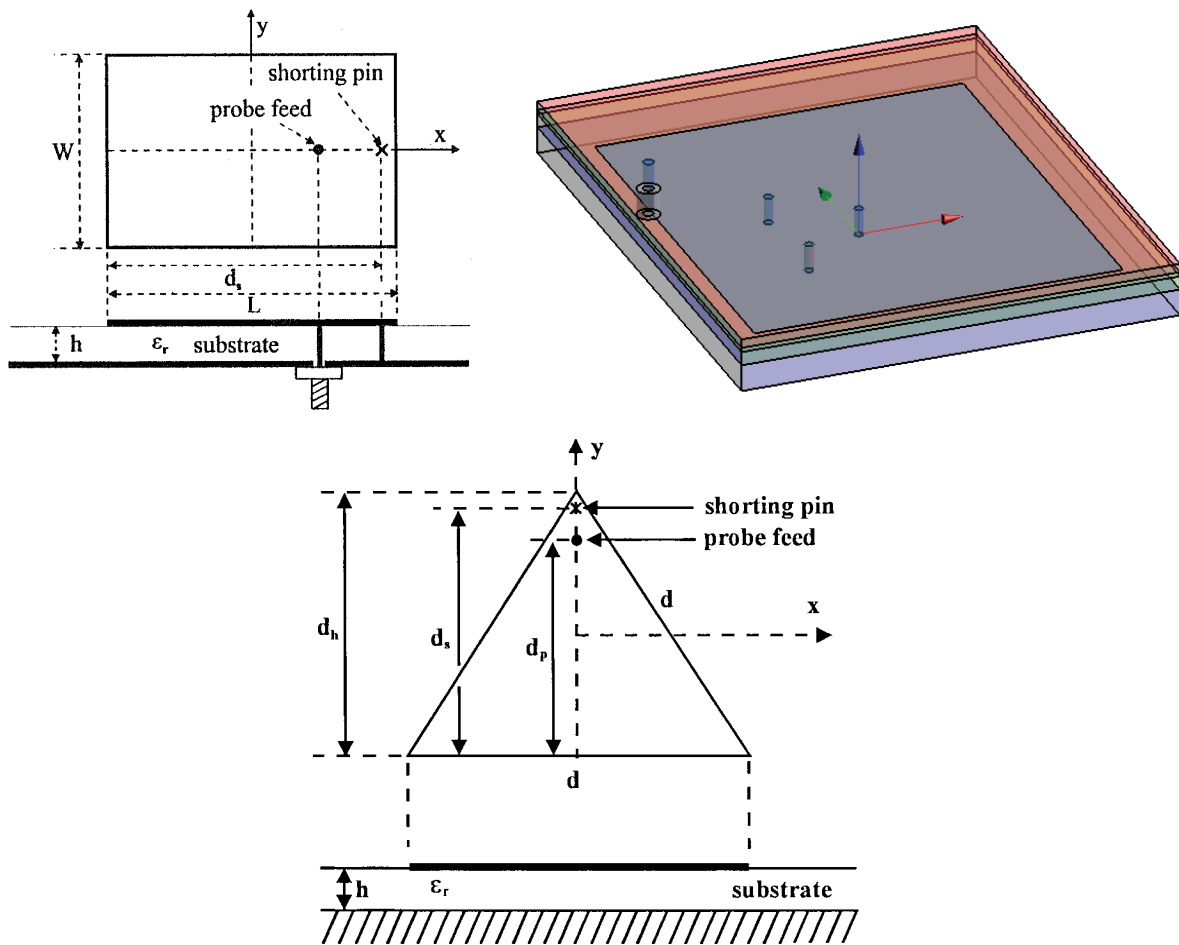 y
shorting pin
probe feed
x
W
dₛ
L
h
εᵣ substrate
y
shorting pin
probe feed
d
x
dₕ
dₛ
dₚ
d
h
εᵣ
substrate